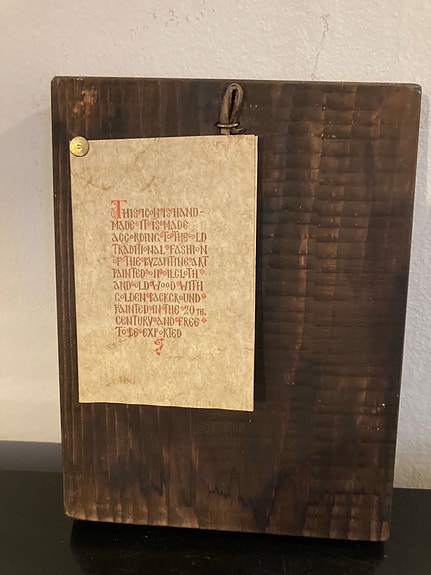 THIS ICON IS HAND-
MADE · IT IS MADE
ACCORDING TO THE OLD
TRADITIONAL FASHION
OF THE BYZANTINE ART
PAINTED ON OILCLOTH
AND OLD WOOD WITH
GOLDEN BACKGROUND
PAINTED IN THE 20TH.
CENTURY AND FREE
TO BE EXPORTED